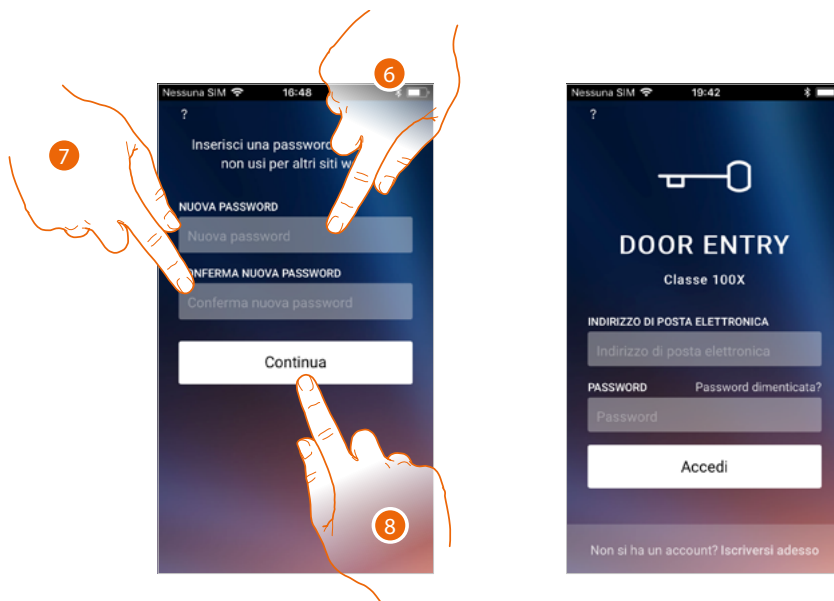 6
Nessuna SIM 16:48
7
?
Inserisci una password
non usi per altri siti w
NUOVA PASSWORD
Nuova password
ONFERMA NUOVA PASSWORD
Conferma nuova password
Continua
8
Nessuna SIM 19:42
?
DOOR ENTRY
Classe 100X
INDIRIZZO DI POSTA ELETTRONICA
Indirizzo di posta elettronica
PASSWORD Password dimenticata?
Password
Accedi
Non si ha un account? Iscriversi adesso